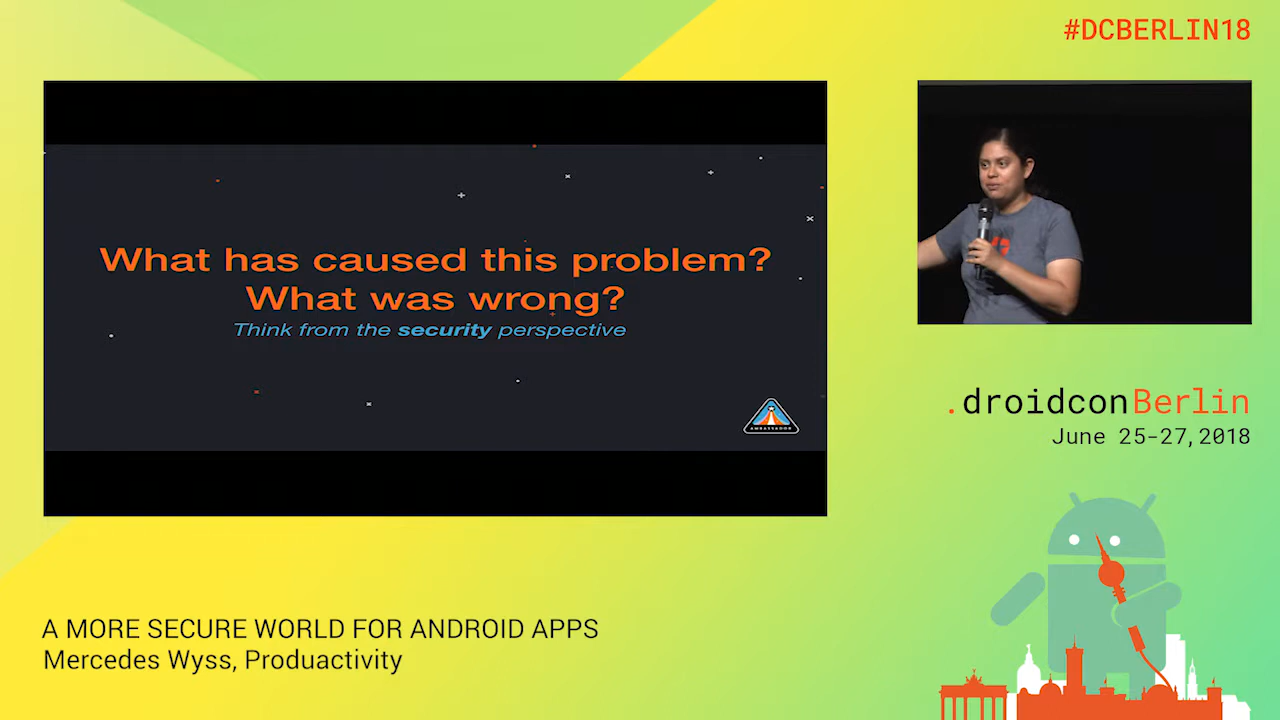 #DCBERLIN18
What has caused this problem?
What was wrong?
Think from the security perspective
AMBASSADOR
.droidconBerlin
June 25-27,2018
A MORE SECURE WORLD FOR ANDROID APPS
Mercedes Wyss, Produactivity